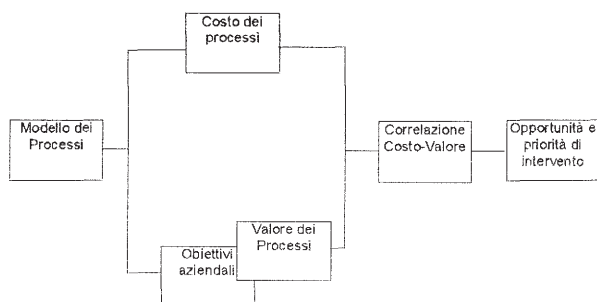 Costo dei
processi
Modello dei
Processi
Correlazione
Costo-Valore
Opportunità e
priorità di
intervento
Valore dei
Processi
Obiettivi
aziendali